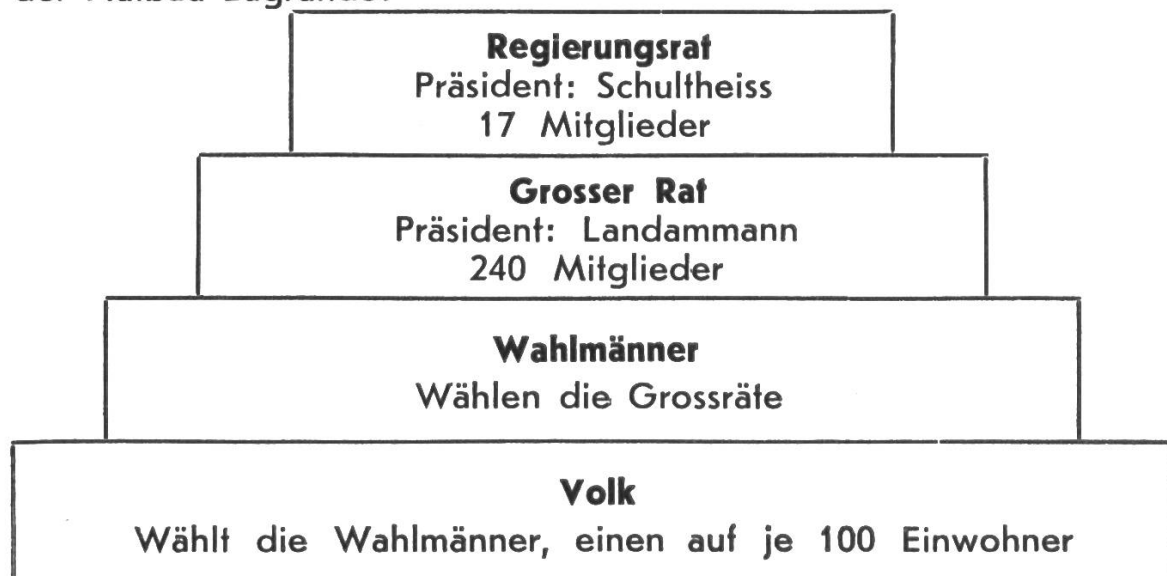 Regierungsrat
Präsident: Schultheiss
17 Mitglieder
Grosser Rat
Präsident: Landammann
240 Mitglieder
Wahlmänner
Wählen die Grossräte
Volk
Wählt die Wahlmänner, einen auf je 100 Einwohner